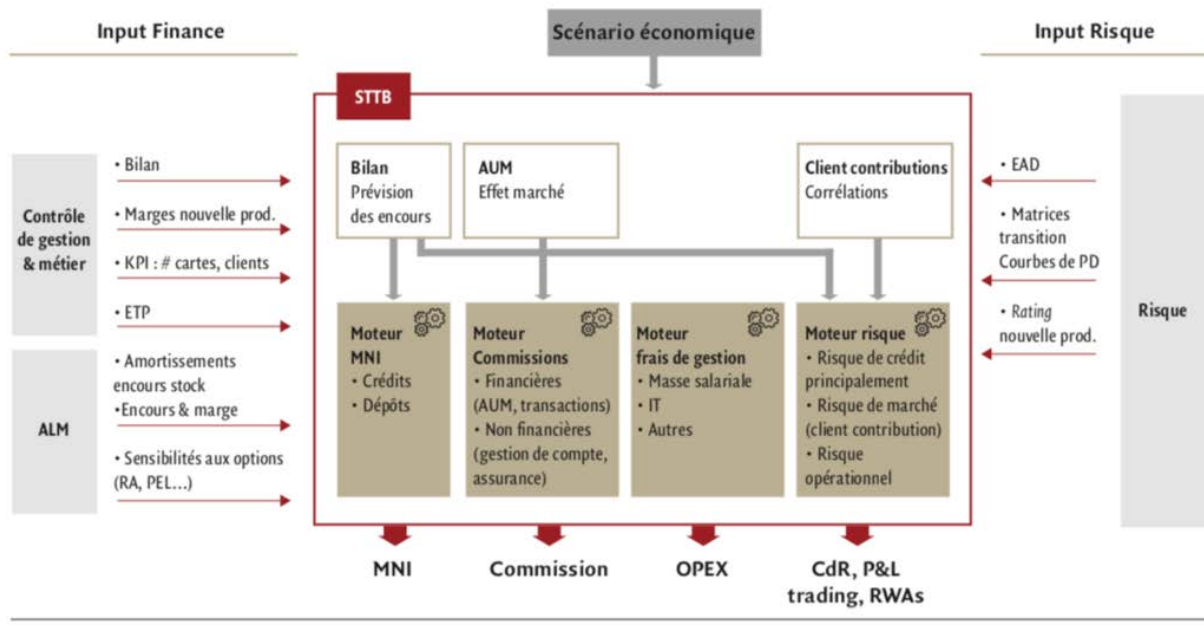 Input Finance
Scénario économique
Input Risque
STTB
Contrôle
de gestion
& métier
• Bilan
• Marges nouvelle prod.
• KPI : # cartes, clients
• ETP
ALM
• Amortissements
encours stock
•Encours & marge
• Sensibilités aux options
(RA, PEL...)
Bilan
Prévision
des encours
AUM
Effet marché
Client contributions
Corrélations
Moteur
MNI
• Crédits
• Dépôts
Moteur
Commissions
• Financières
(AUM, transactions)
• Non financières
(gestion de compte,
assurance)
Moteur
frais de gestion
• Masse salariale
• IT
• Autres
Moteur risque
• Risque de crédit
principalement
• Risque de marché
(client contribution)
• Risque
opérationnel
• EAD
• Matrices
transition
Courbes de PD
• Rating
nouvelle prod.
Risque
MNI
Commission
OPEX
CdR, P&L
trading, RWAs